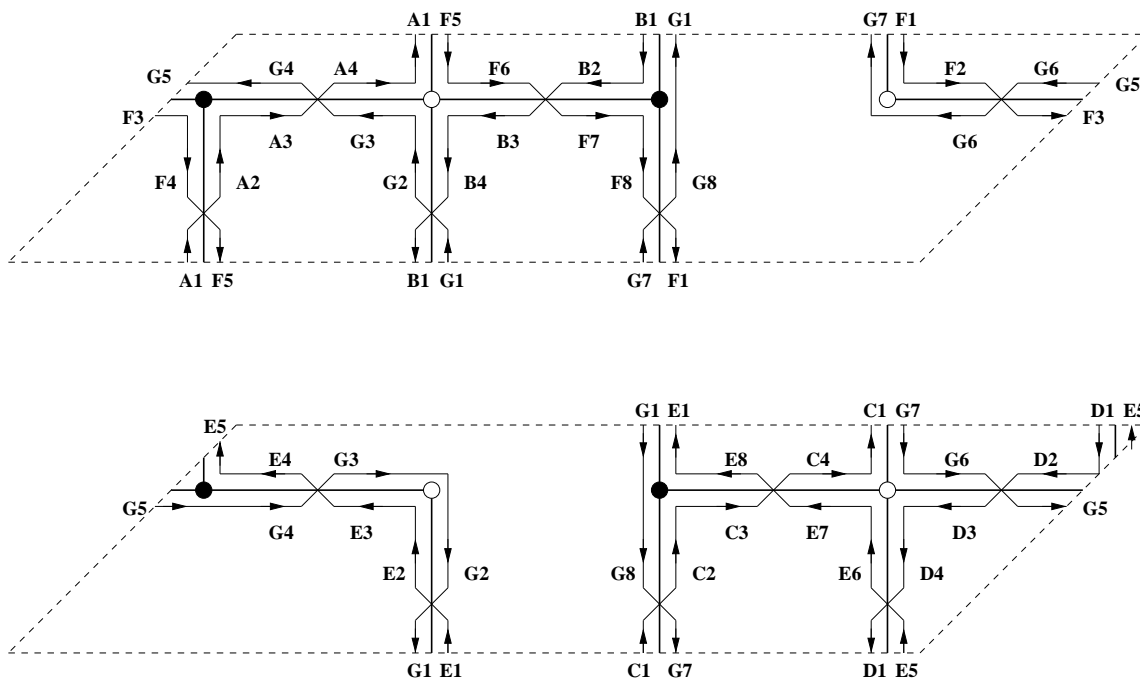 A1 F5 B1 G1 G7 F1
G5 G4 A4 F6 B2 F2 G6 G5
F3 A3 G3 B3 F7 G6 F3
F4 A2 G2 B4 F8 G8
A1 F5 B1 G1 G7 F1
G1 E1 C1 G7 D1 E5
E5 E4 G3 E8 C4 G6 D2
G5 G4 E3 C3 E7 D3 G5
E2 G2 G8 C2 E6 D4
G1 E1 C1 G7 D1 E5